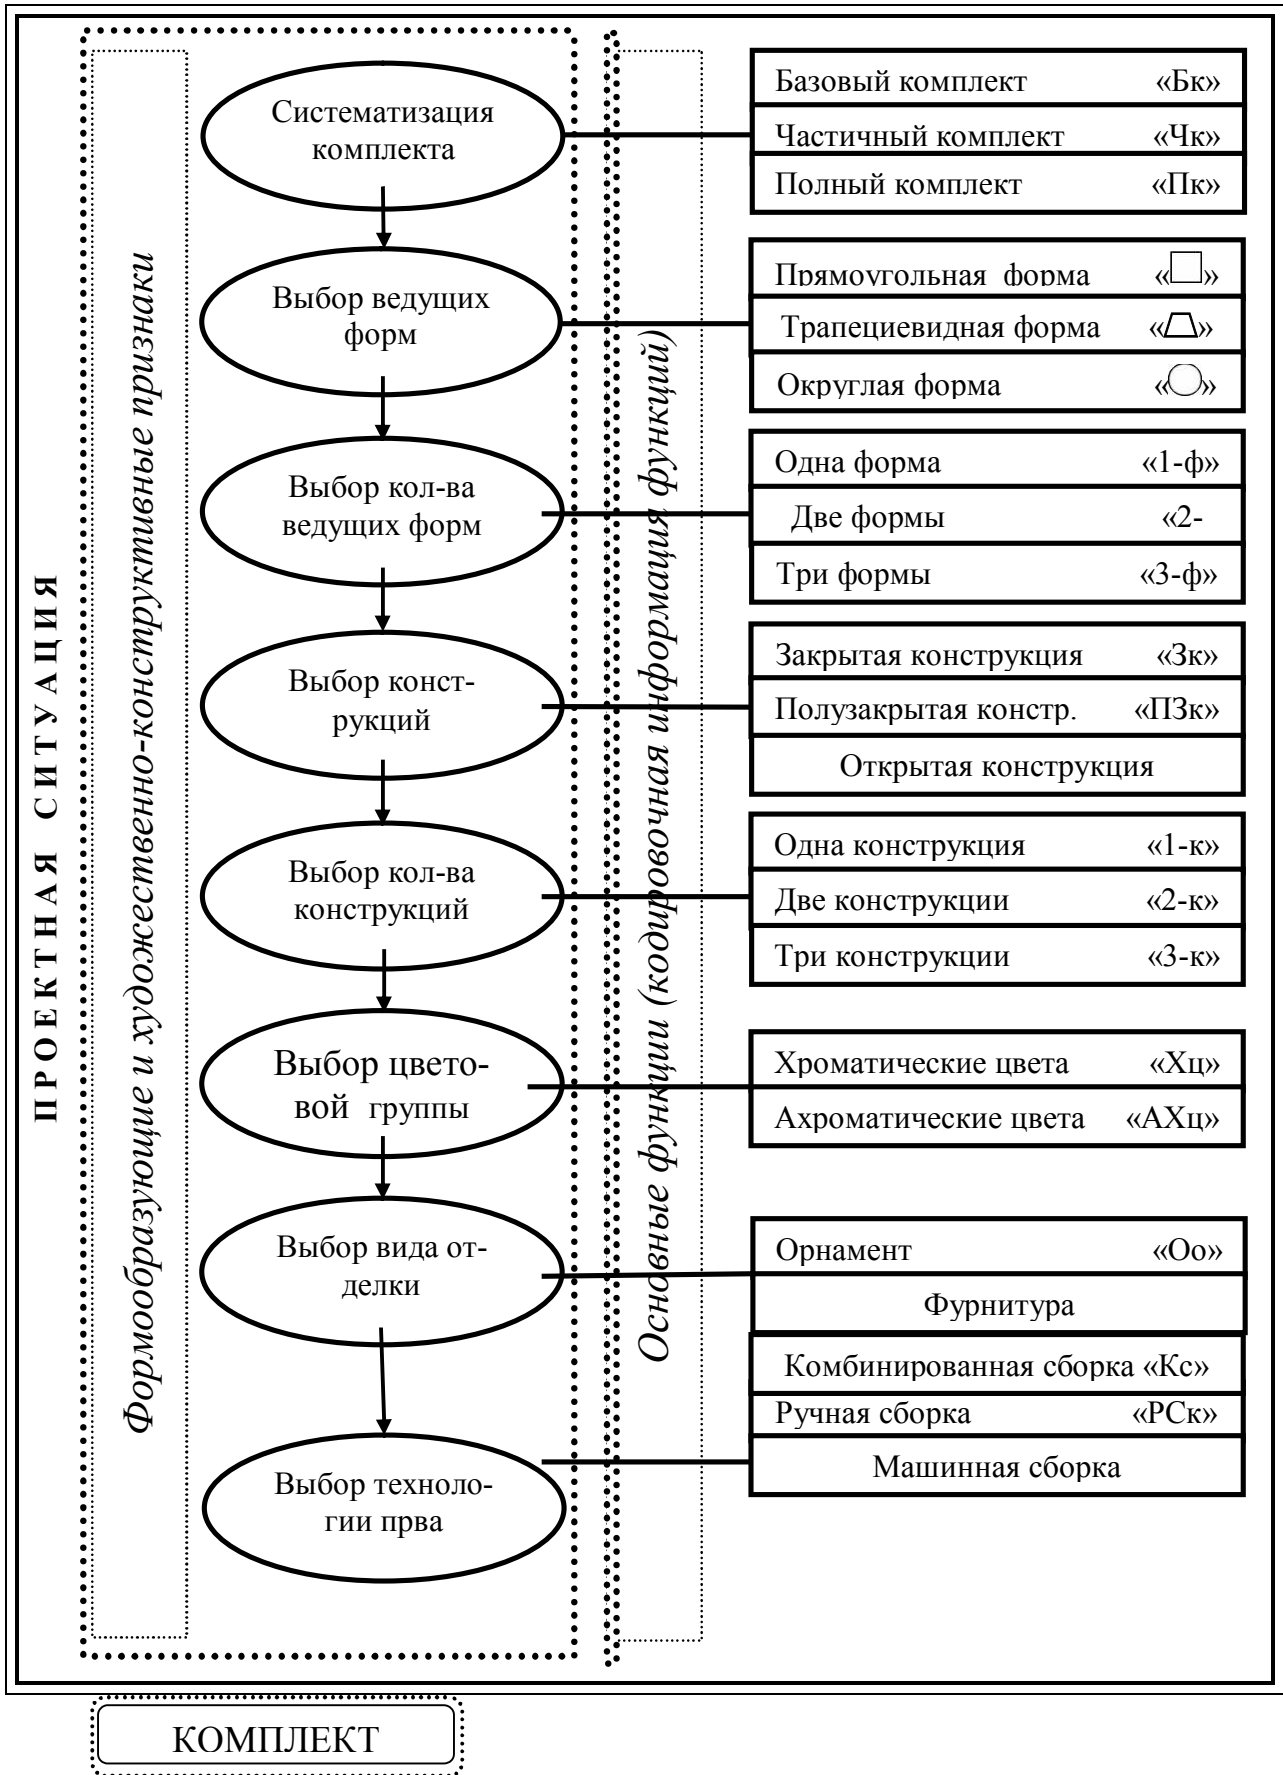 ПРОЕКТНАЯ СИТУАЦИЯ
Формообразующие и художественно-конструктивные признаки
Основные функции (кодировочная информация функций)
Систематизация
комплекта
Базовый комплект «Бк»
Частичный комплект «Чк»
Полный комплект «Пк»
Выбор ведущих
форм
Прямоугольная форма «□»
Трапециевидная форма «⏢»
Округлая форма «○»
Выбор кол-ва
ведущих форм
Одна форма «1-ф»
Две формы «2-
Три формы «3-ф»
Выбор конст-
рукций
Закрытая конструкция «Зк»
Полузакрытая констр. «ПЗк»
Открытая конструкция
Выбор кол-ва
конструкций
Одна конструкция «1-к»
Две конструкции «2-к»
Три конструкции «3-к»
Выбор цвето-
вой группы
Хроматические цвета «Хц»
Ахроматические цвета «АХц»
Выбор вида от-
делки
Орнамент «Оо»
Фурнитура
Комбинированная сборка «Кс»
Ручная сборка «РСк»
Машинная сборка
Выбор техноло-
гии прва
КОМПЛЕКТ